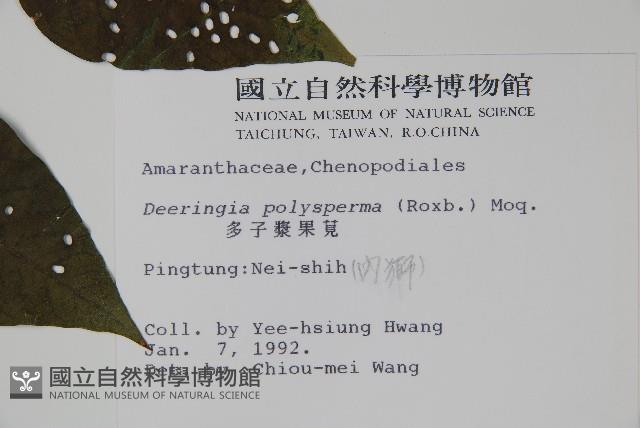 國立自然科學博物館
NATIONAL MUSEUM OF NATURAL SCIENCE
TAICHUNG, TAIWAN, R.O.CHINA
Amaranthaceae,Chenopodiales
Deeringia polysperma (Roxb.) Moq.
多子漿果莧
Pingtung:Nei-shih(內獅)
Coll. by Yee-hsiung Hwang
Jan. 7, 1992.
Det. by Chiou-mei Wang
國立自然科學博物館
NATIONAL MUSEUM OF NATURAL SCIENCE